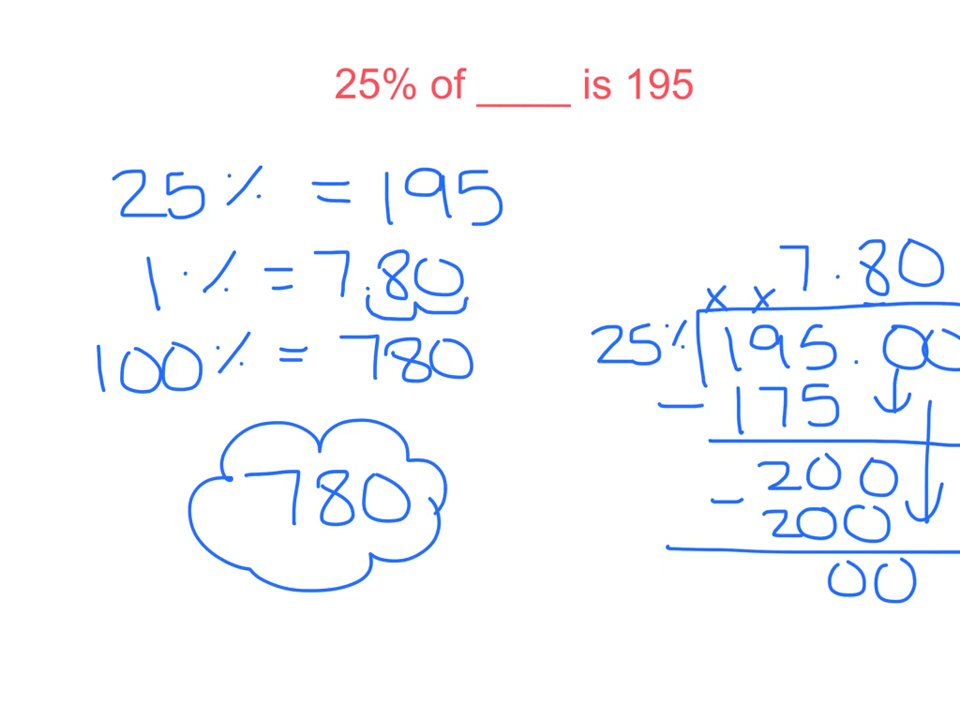 25% of ____ is 195
25% = 195
1% = 7.80
100% = 780
780
7.80
x x
25% 195.00
- 175
200
- 200
00